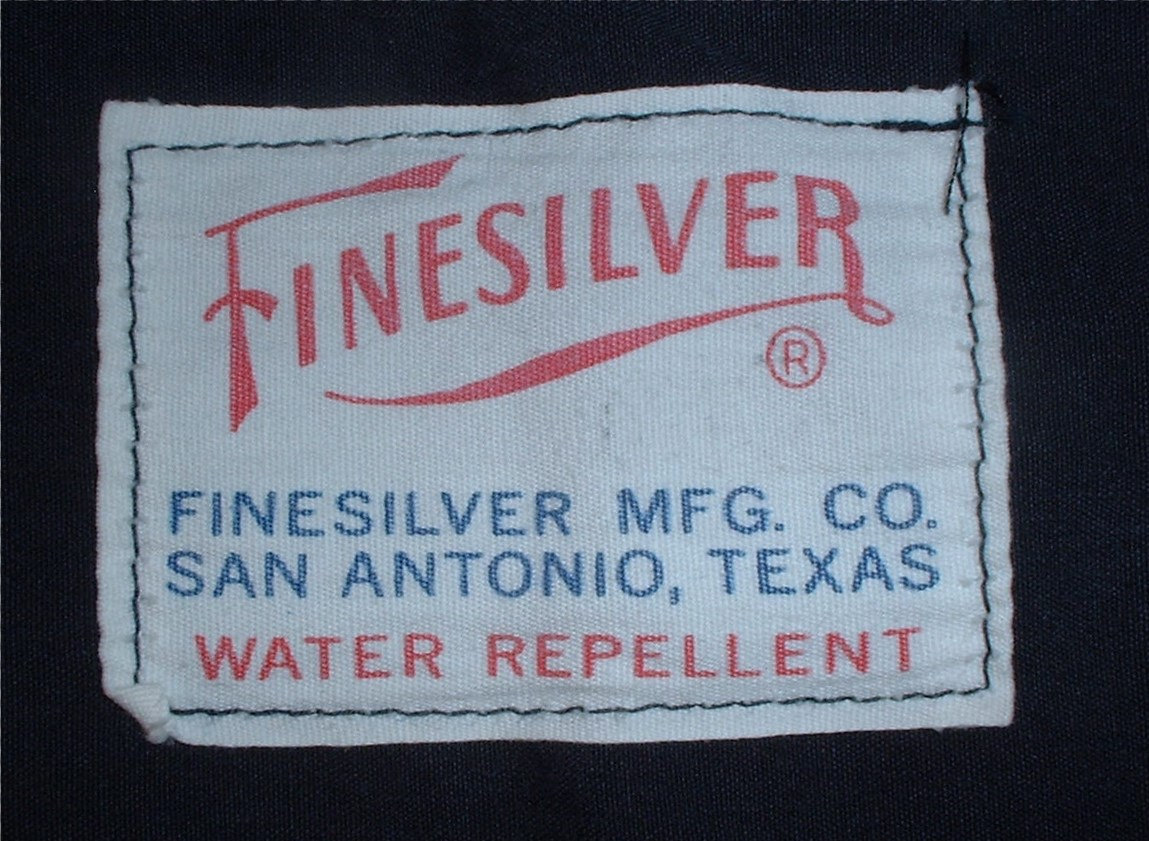 FINESILVER
®
FINESILVER MFG. CO.
SAN ANTONIO, TEXAS
WATER REPELLENT